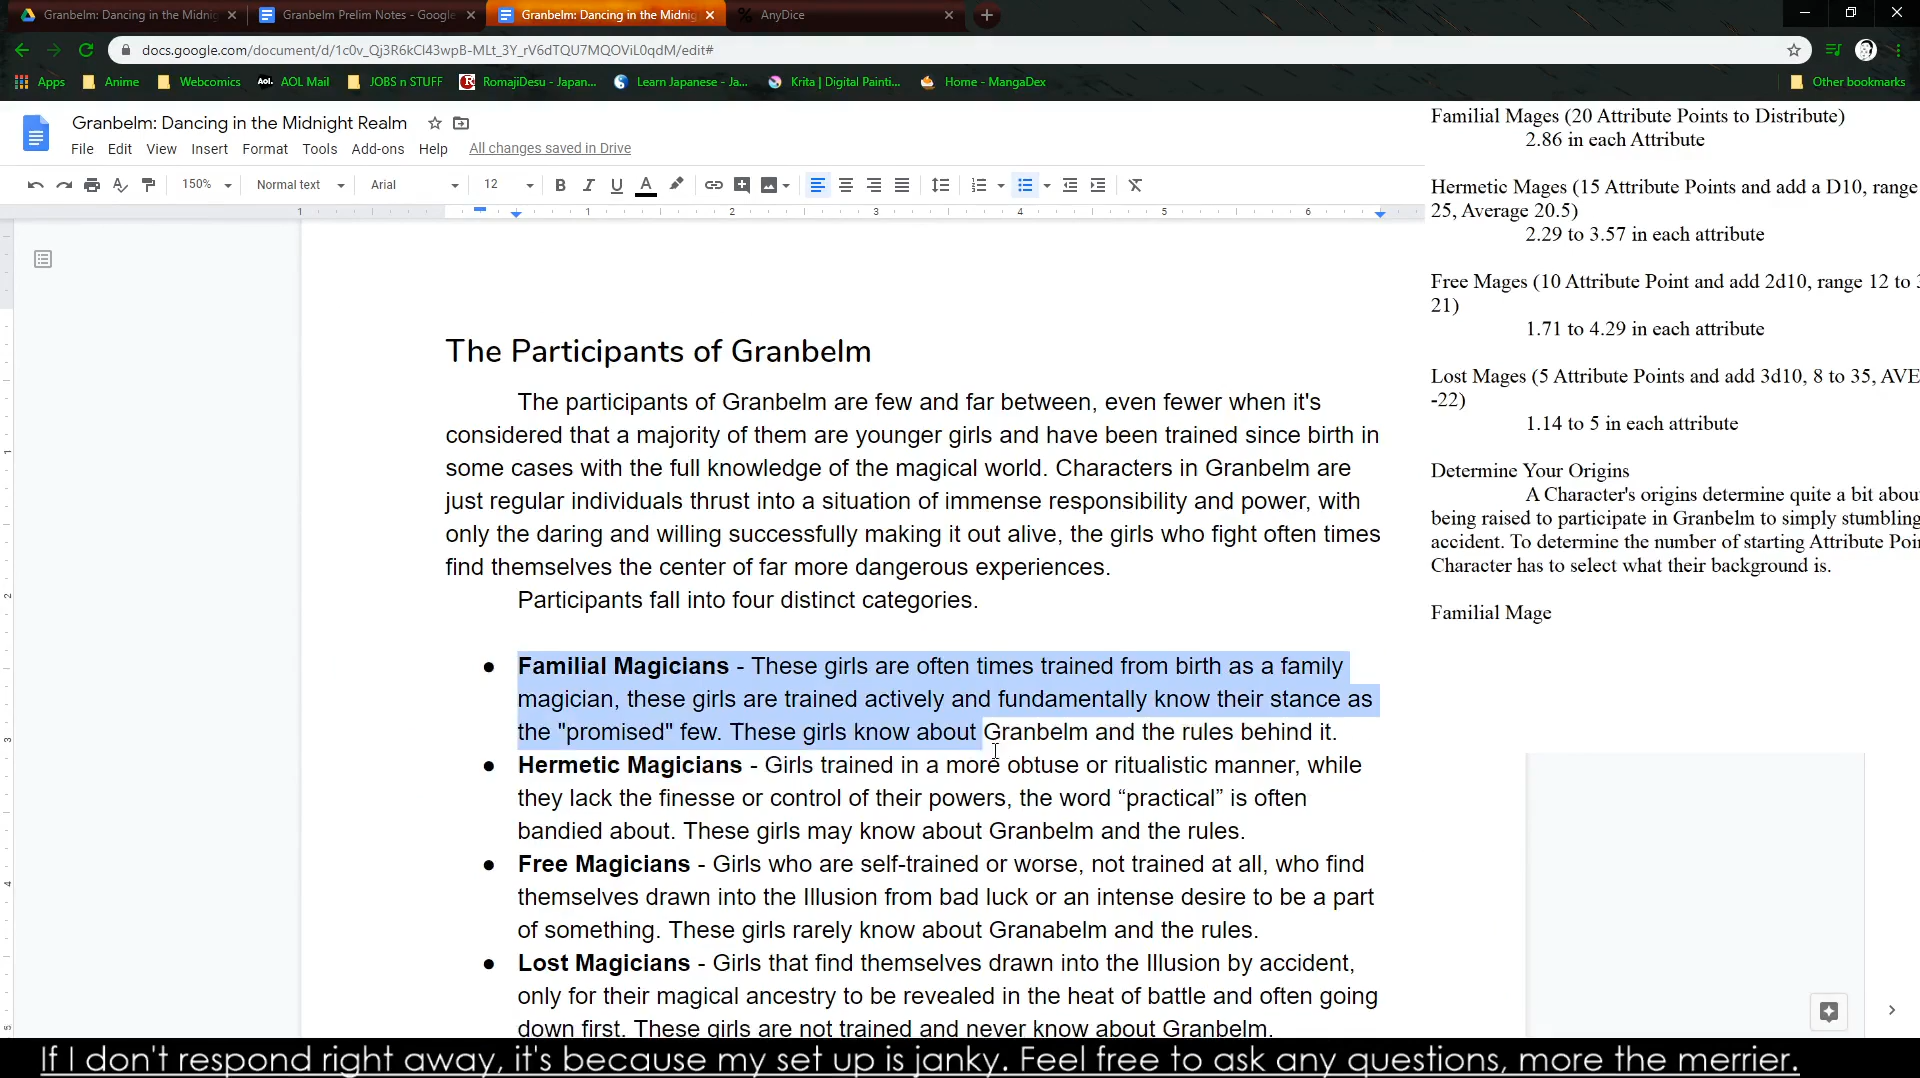 Granbelm: Dancing in the Midnig
Granbelm Prelim Notes - Google
Granbelm: Dancing in the Midnig
AnyDice
docs.google.com/document/d/1c0v_Qj3R6kCl43wpB-MLt_3Y_rV6dTQU7MQOViL0qdM/edit#
Apps
Anime
Webcomics
Aol.
AOL Mail
JOBS n STUFF
RomajiDesu - Japan...
Learn Japanese - Ja...
Krita | Digital Painti...
Home - MangaDex
Other bookmarks
Granbelm: Dancing in the Midnight Realm
File Edit View Insert Format Tools Add-ons Help All changes saved in Drive
150% Normal text Arial 12 B I U A
1 1 2 3 4 5 6
The Participants of Granbelm
The participants of Granbelm are few and far between, even fewer when it's
considered that a majority of them are younger girls and have been trained since birth in
some cases with the full knowledge of the magical world. Characters in Granbelm are
just regular individuals thrust into a situation of immense responsibility and power, with
only the daring and willing successfully making it out alive, the girls who fight often times
find themselves the center of far more dangerous experiences.
Participants fall into four distinct categories.
● Familial Magicians - These girls are often times trained from birth as a family
magician, these girls are trained actively and fundamentally know their stance as
the "promised" few. These girls know about Granbelm and the rules behind it.
● Hermetic Magicians - Girls trained in a more obtuse or ritualistic manner, while
they lack the finesse or control of their powers, the word “practical” is often
bandied about. These girls may know about Granbelm and the rules.
● Free Magicians - Girls who are self-trained or worse, not trained at all, who find
themselves drawn into the Illusion from bad luck or an intense desire to be a part
of something. These girls rarely know about Granabelm and the rules.
● Lost Magicians - Girls that find themselves drawn into the Illusion by accident,
only for their magical ancestry to be revealed in the heat of battle and often going
down first. These girls are not trained and never know about Granbelm.
Familial Mages (20 Attribute Points to Distribute)
2.86 in each Attribute
Hermetic Mages (15 Attribute Points and add a D10, range
25, Average 20.5)
2.29 to 3.57 in each attribute
Free Mages (10 Attribute Point and add 2d10, range 12 to 3
21)
1.71 to 4.29 in each attribute
Lost Mages (5 Attribute Points and add 3d10, 8 to 35, AVE
-22)
1.14 to 5 in each attribute
Determine Your Origins
A Character's origins determine quite a bit abou
being raised to participate in Granbelm to simply stumbling
accident. To determine the number of starting Attribute Poi
Character has to select what their background is.
Familial Mage
If I don't respond right away, it's because my set up is janky. Feel free to ask any questions, more the merrier.